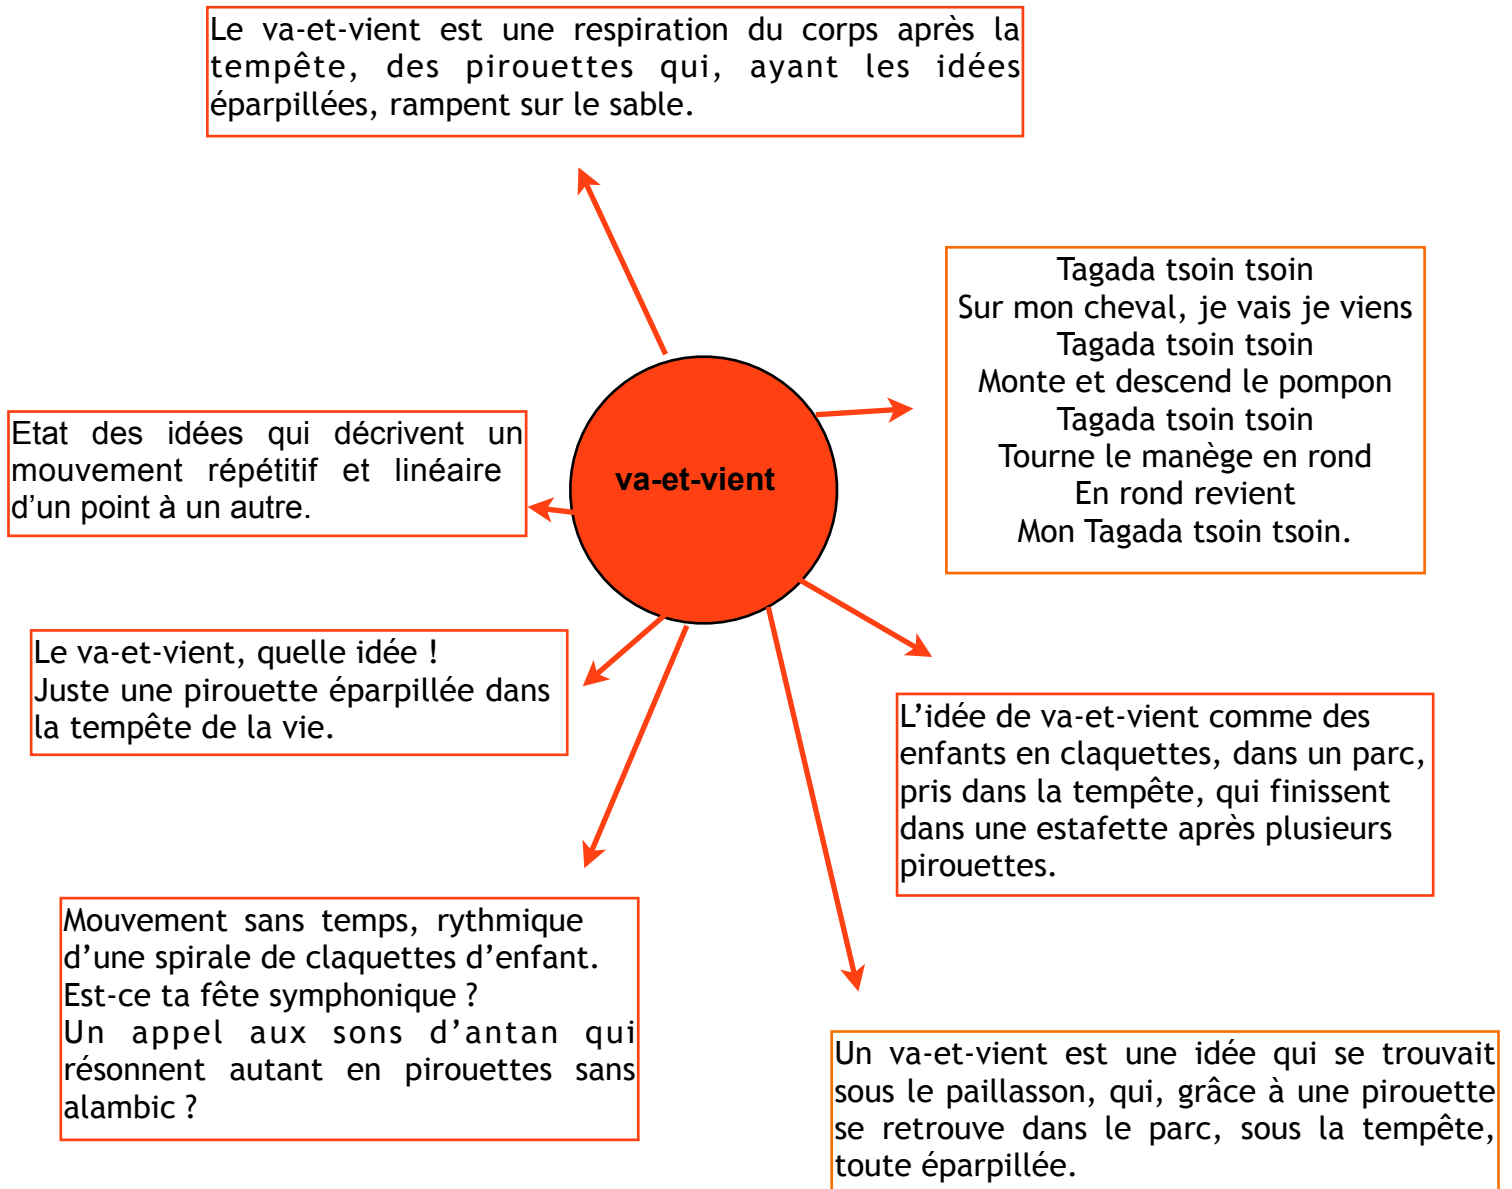 Le va-et-vient est une respiration du corps après la
tempête, des pirouettes qui, ayant les idées
éparpillées, rampent sur le sable.
Tagada tsoin tsoin
Sur mon cheval, je vais je viens
Tagada tsoin tsoin
Monte et descend le pompon
Tagada tsoin tsoin
Tourne le manège en rond
En rond revient
Mon Tagada tsoin tsoin.
Etat des idées qui décrivent un
mouvement répétitif et linéaire
d’un point à un autre.
va-et-vient
Le va-et-vient, quelle idée !
Juste une pirouette éparpillée dans
la tempête de la vie.
L’idée de va-et-vient comme des
enfants en claquettes, dans un parc,
pris dans la tempête, qui finissent
dans une estafette après plusieurs
pirouettes.
Mouvement sans temps, rythmique
d’une spirale de claquettes d’enfant.
Est-ce ta fête symphonique ?
Un appel aux sons d’antan qui
résonnent autant en pirouettes sans
alambic ?
Un va-et-vient est une idée qui se trouvait
sous le paillasson, qui, grâce à une pirouette
se retrouve dans le parc, sous la tempête,
toute éparpillée.